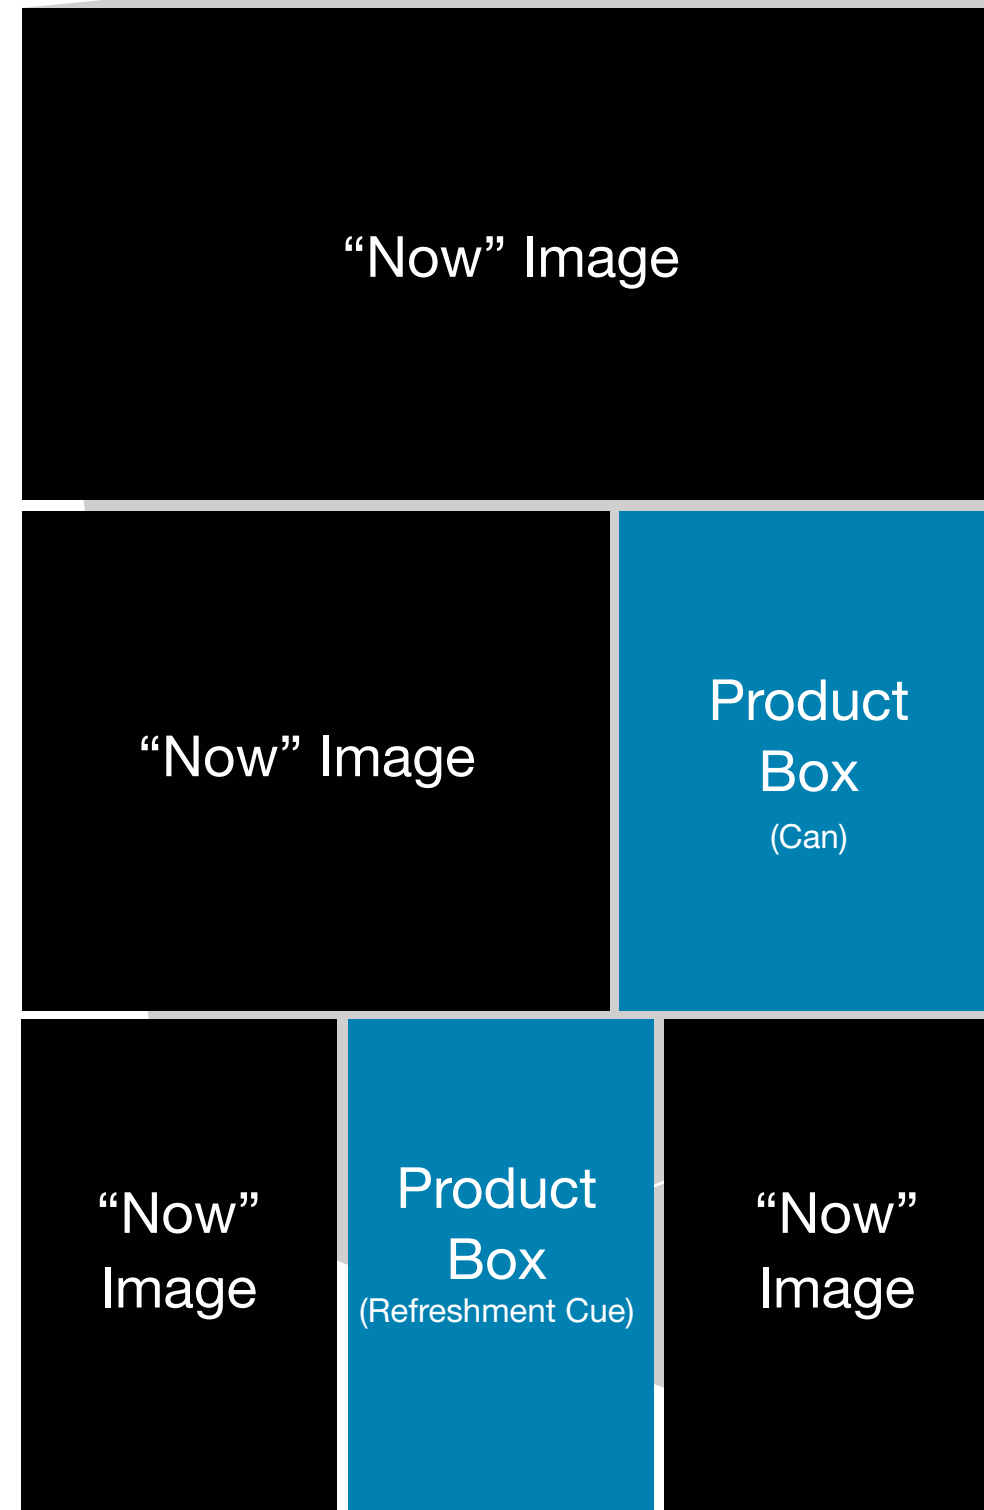 “Now” Image
“Now” Image
Product
Box
(Can)
“Now”
Image
Product
Box
(Refreshment Cue)
“Now”
Image